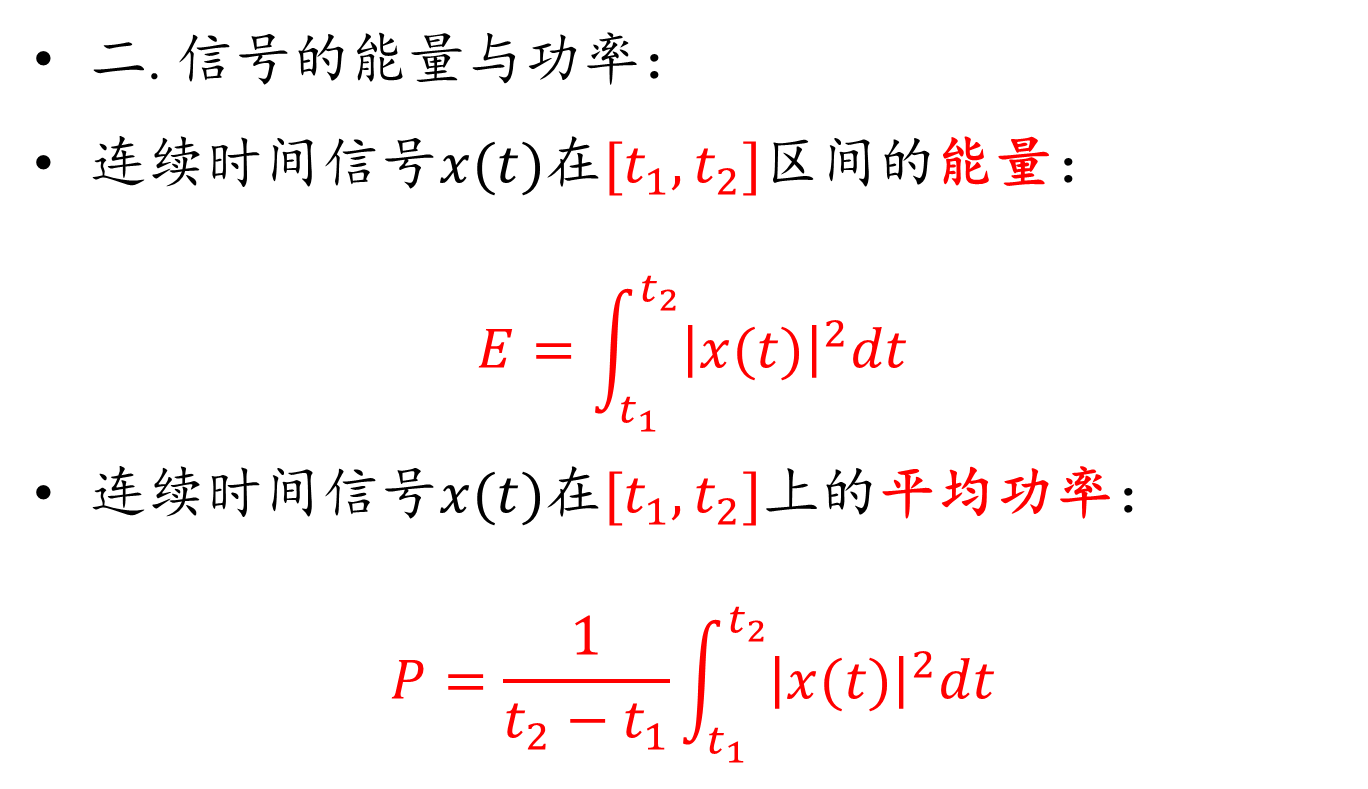 • 二. 信号的能量与功率：
• 连续时间信号x(t)在[t₁, t₂]区间的能量：
E = ∫_{t₁}^{t₂} |x(t)|² dt
• 连续时间信号x(t)在[t₁, t₂]上的平均功率：
P = \frac{1}{t₂ − t₁} ∫_{t₁}^{t₂} |x(t)|² dt